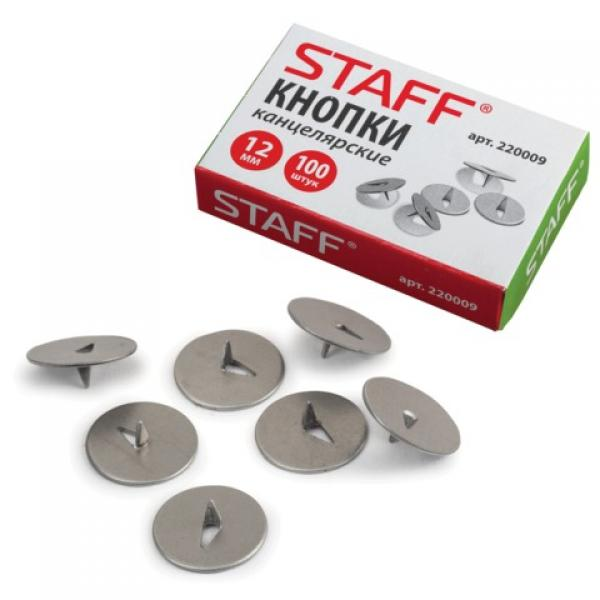 STAFF®
КНОПКИ
канцелярские
арт. 220009
12
мм
100
штук
STAFF®
арт. 220009